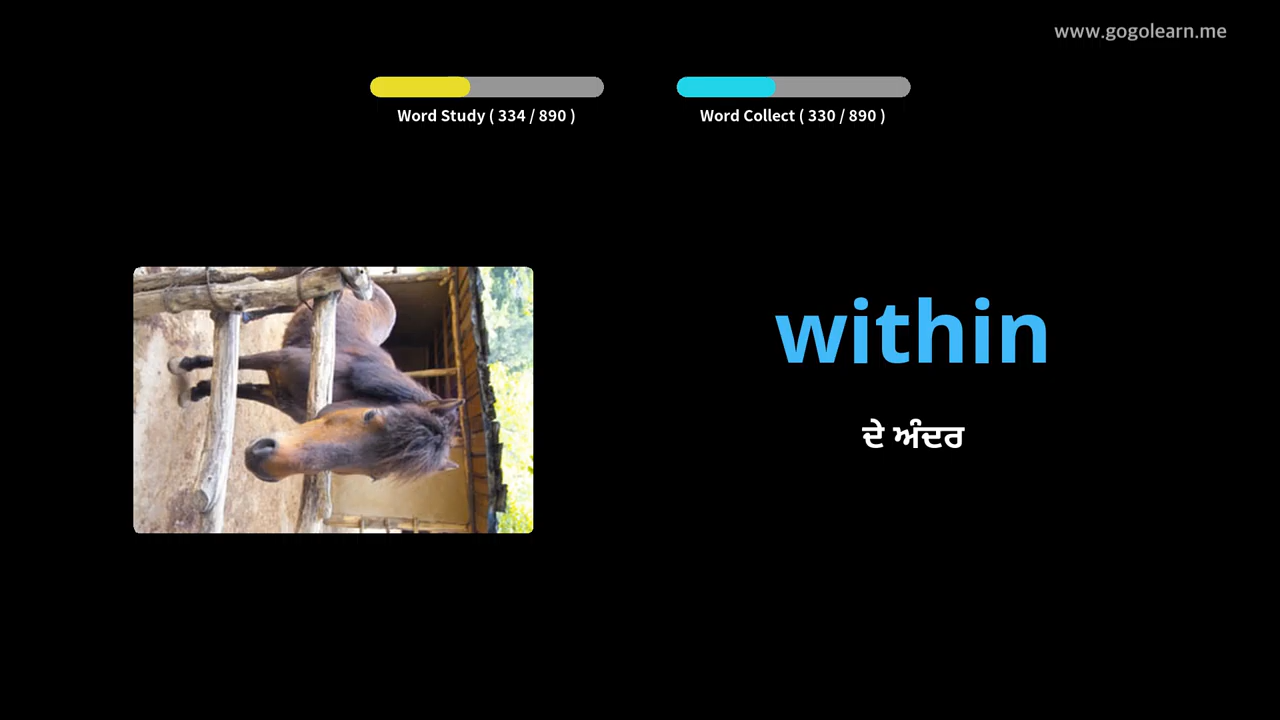 www.gogolearn.me
Word Study ( 334 / 890 )
Word Collect ( 330 / 890 )
within
ਦੇ ਅੰਦਰ